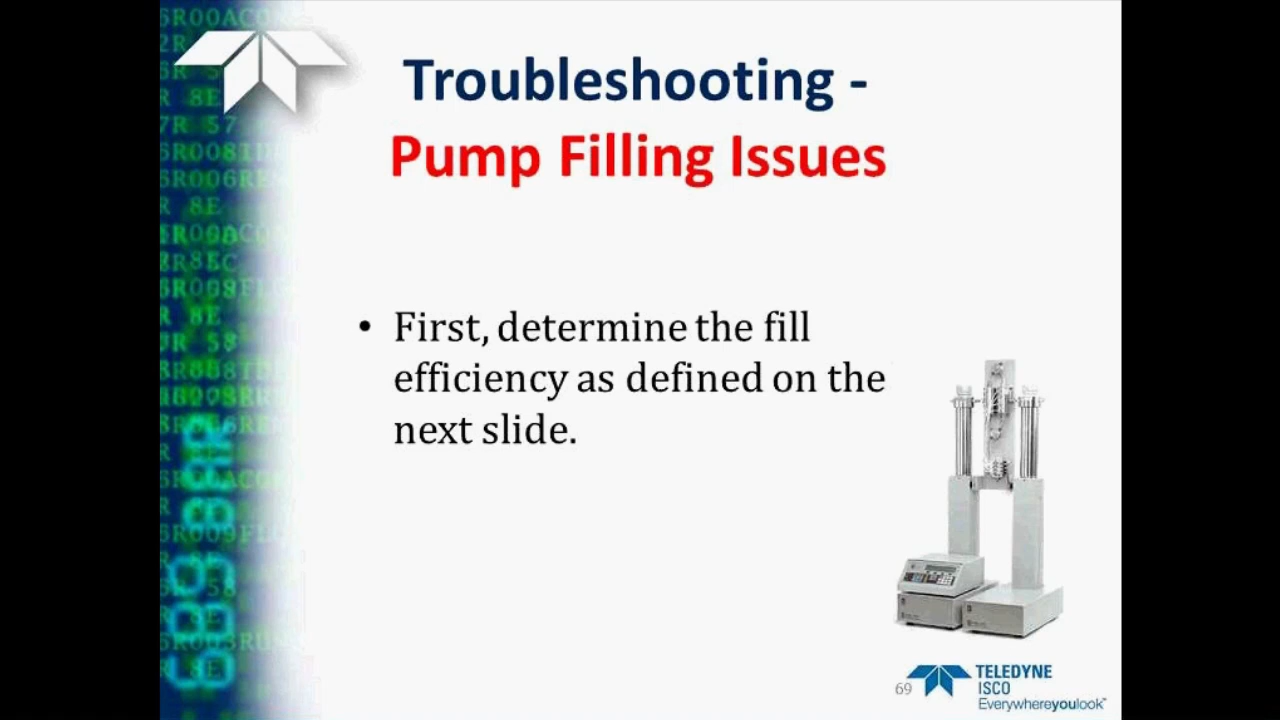 Troubleshooting -
Pump Filling Issues
• First, determine the fill
efficiency as defined on the
next slide.
69
TELEDYNE
ISCO
Everywhereyoulook™